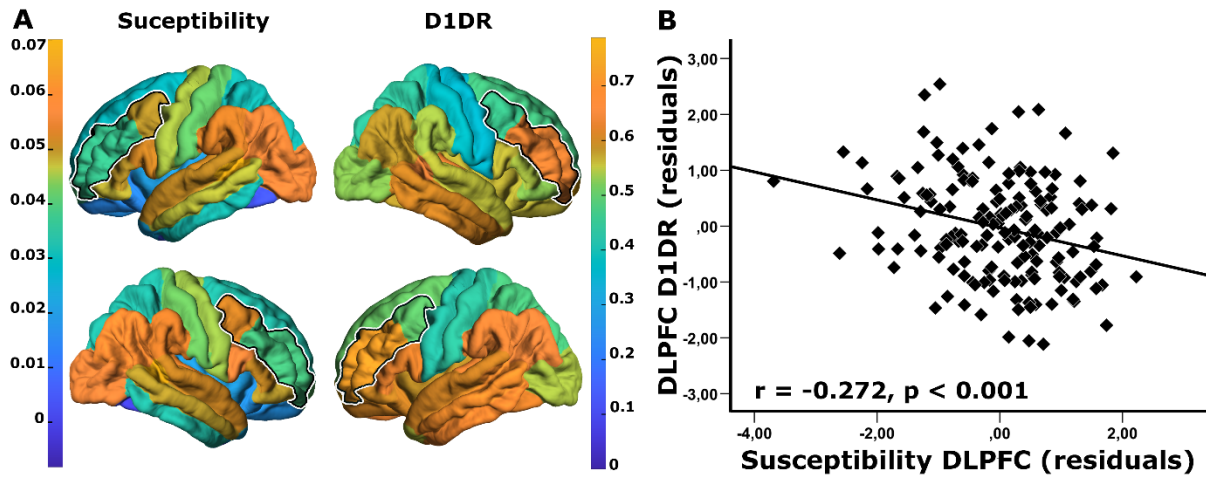 A
Suceptibility
D1DR
0.07
0.06
0.05
0.04
0.03
0.02
0.01
0
0.7
0.6
0.5
0.4
0.3
0.2
0.1
0
B
DLPFC D1DR (residuals)
3,00
2,00
1,00
,00
-1,00
-2,00
-3,00
r = -0.272, p < 0.001
-4,00 -2,00 ,00 2,00
Susceptibility DLPFC (residuals)